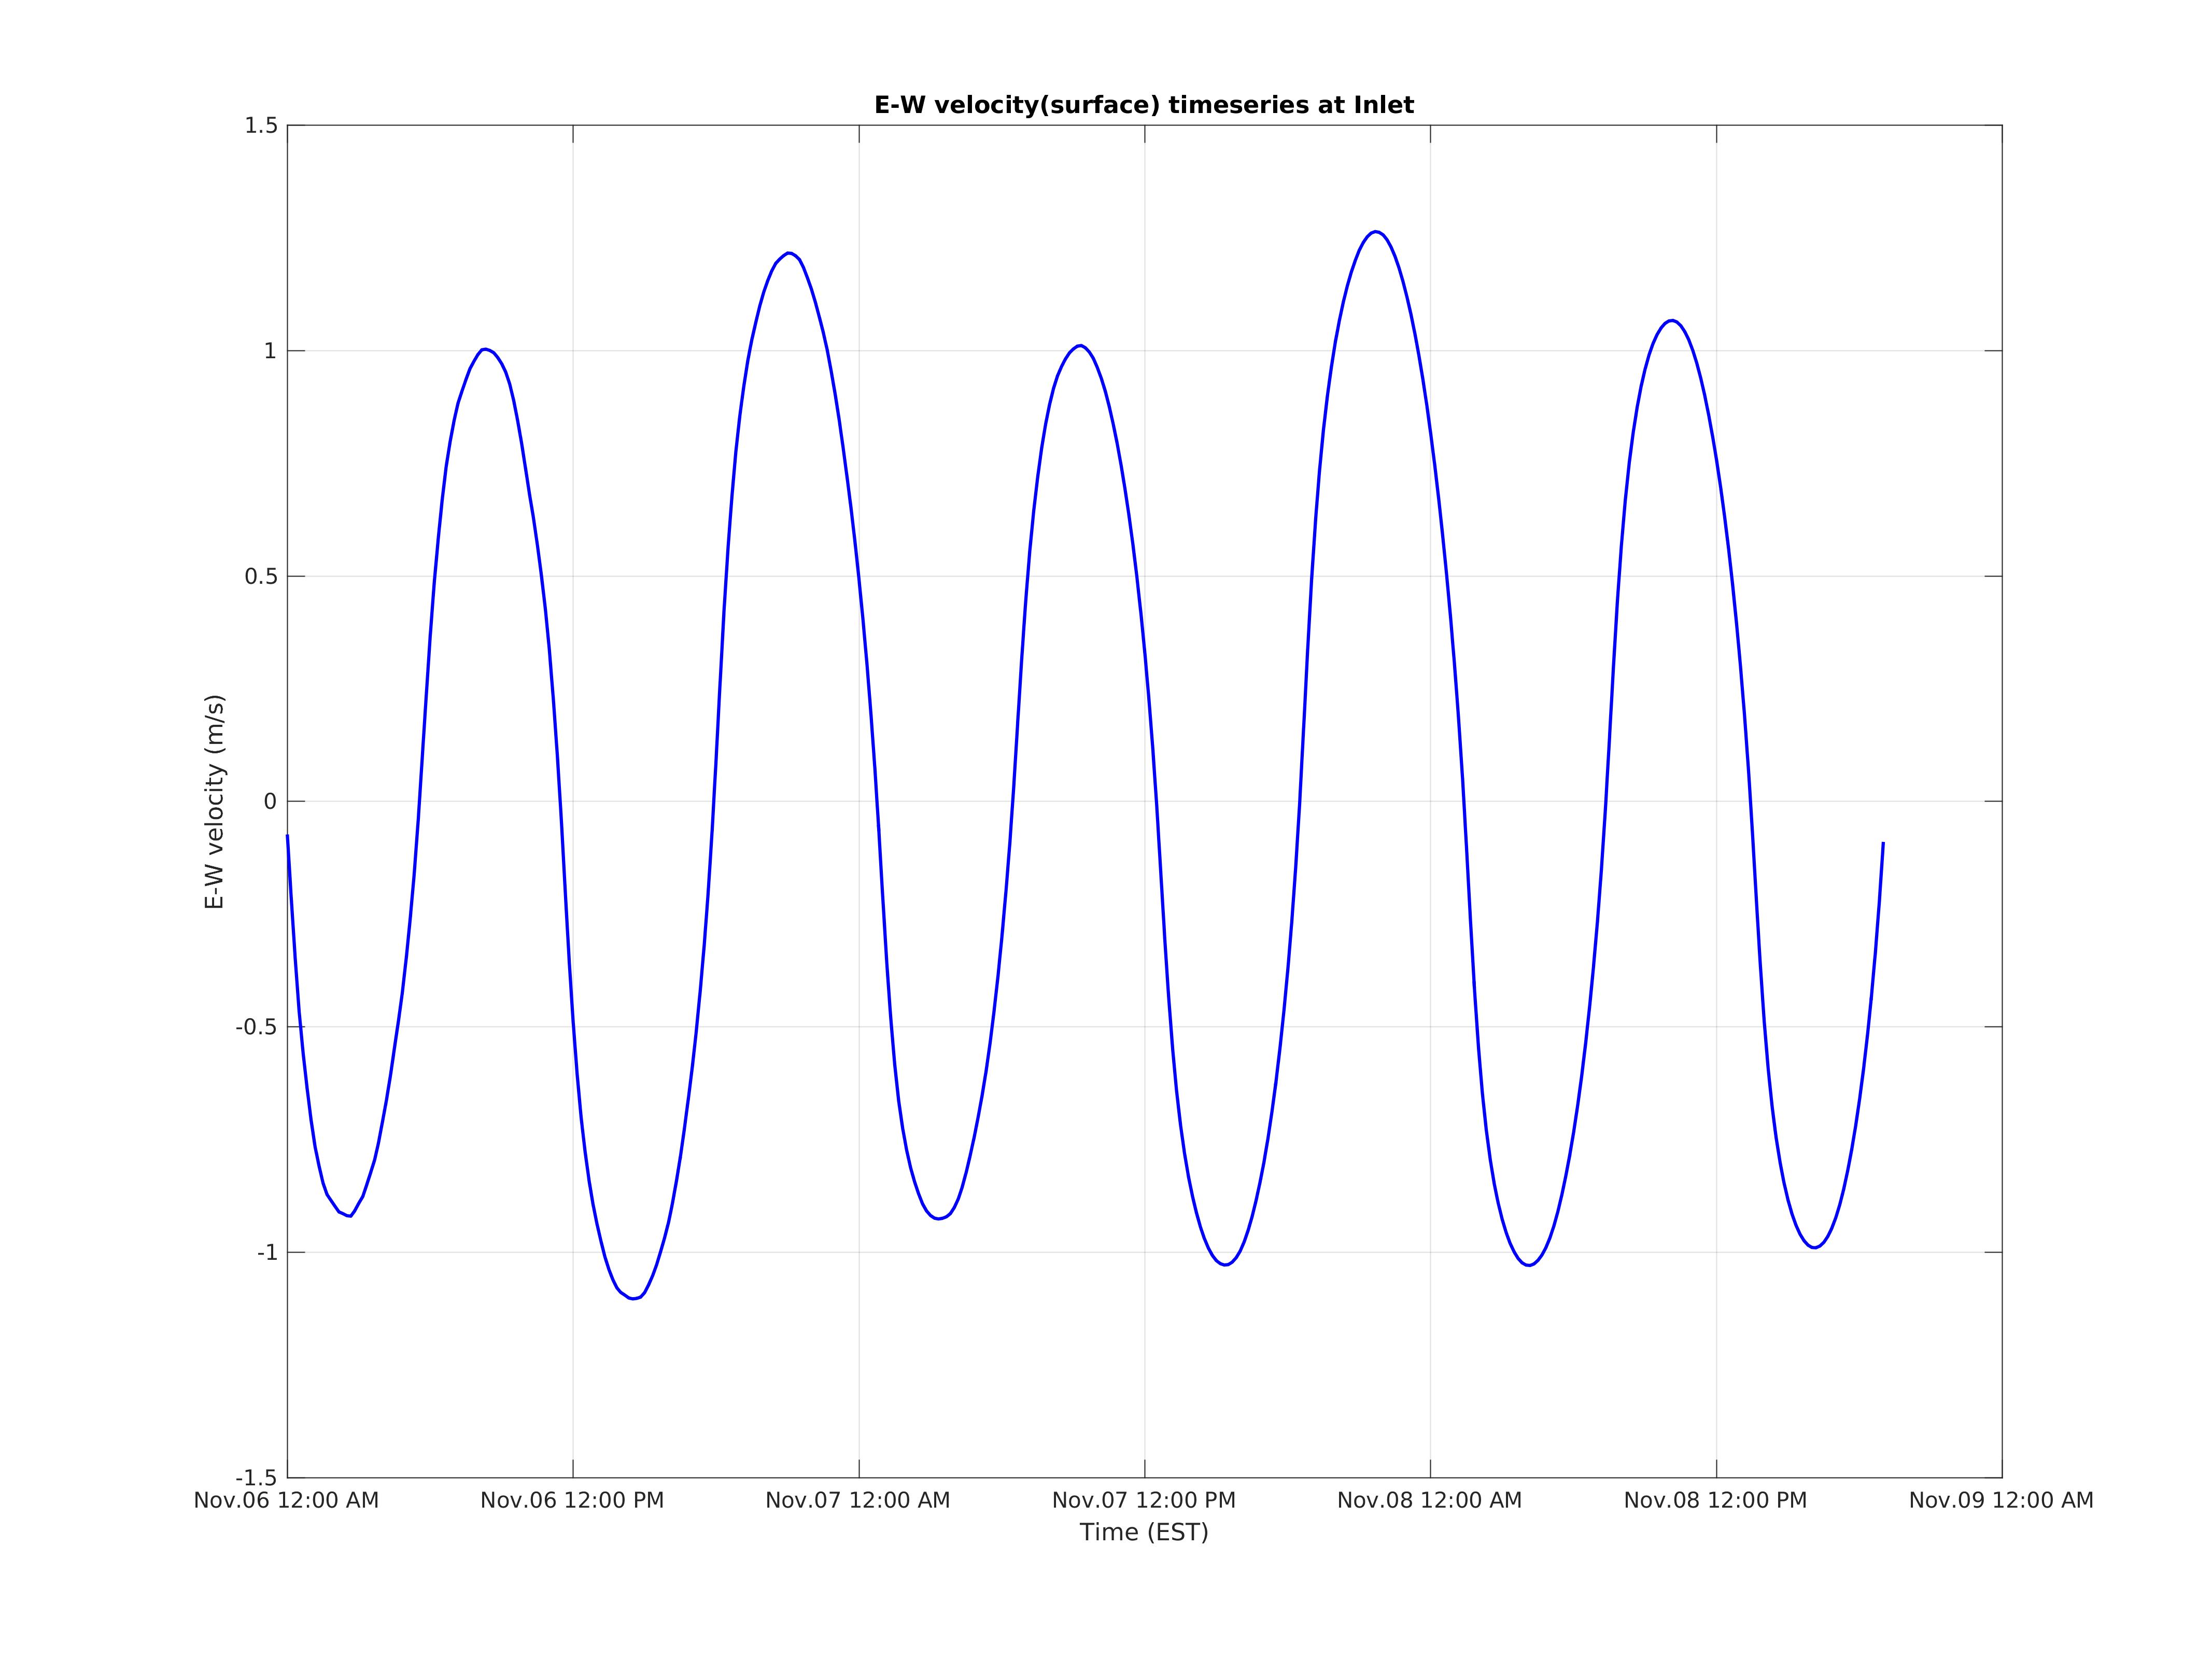 E-W velocity(surface) timeseries at Inlet
1.5
1
0.5
0
-0.5
-1
-1.5
E-W velocity (m/s)
Nov.06 12:00 AM Nov.06 12:00 PM Nov.07 12:00 AM Nov.07 12:00 PM Nov.08 12:00 AM Nov.08 12:00 PM Nov.09 12:00 AM
Time (EST)